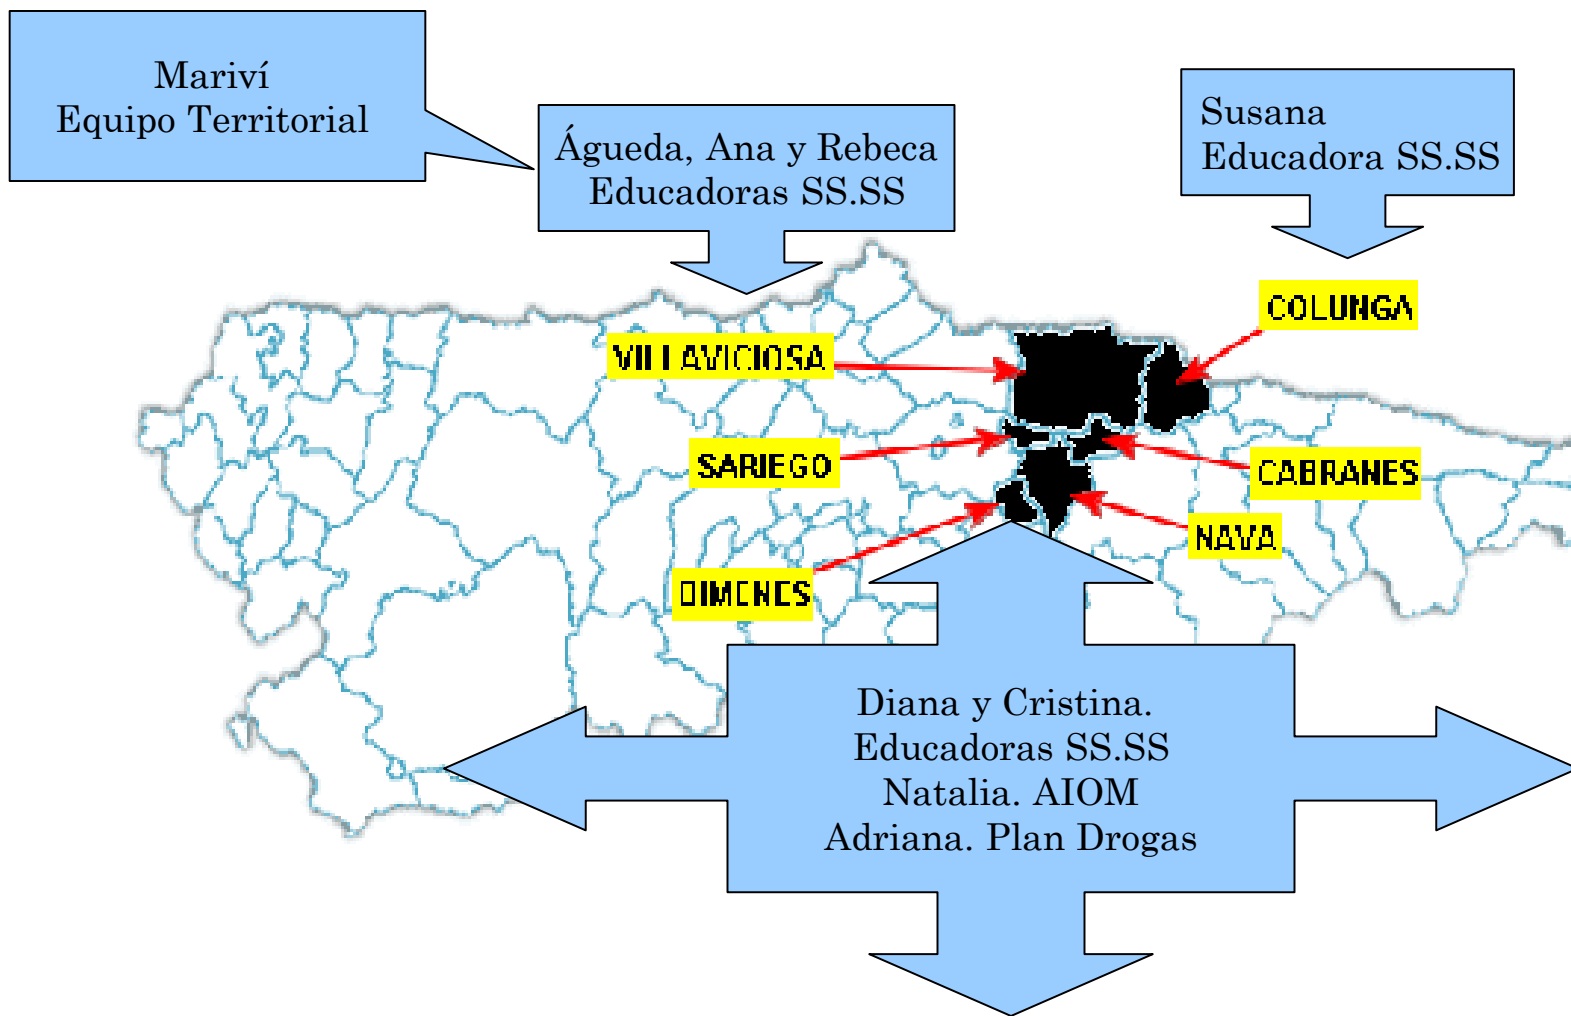 Mariví
Equipo Territorial
Águeda, Ana y Rebeca
Educadoras SS.SS
Susana
Educadora SS.SS
COLUNGA
VILLAVICIOSA
SARIEGO
CABRANES
NAVA
BIMENES
Diana y Cristina.
Educadoras SS.SS
Natalia. AIOM
Adriana. Plan Drogas